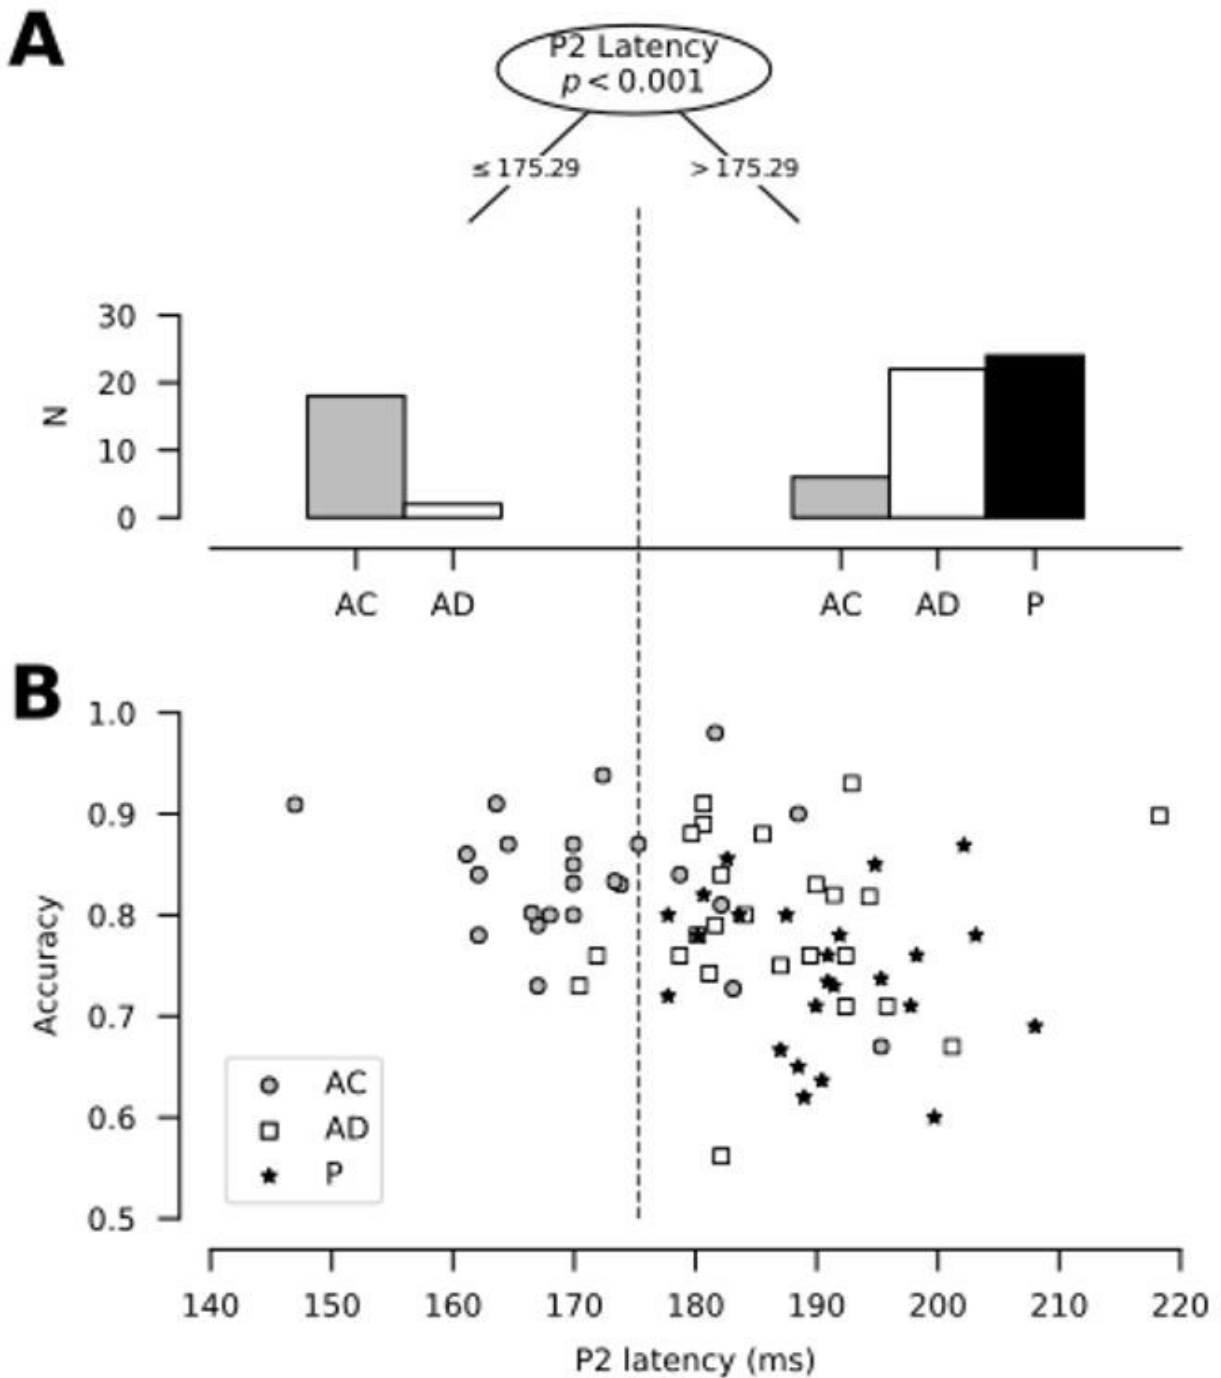 A
P2 Latency
p < 0.001
≤ 175.29
> 175.29
30
20
10
0
N
AC
AD
AC
AD
P
B
1.0
0.9
0.8
0.7
0.6
0.5
Accuracy
AC
AD
P
140
150
160
170
180
190
200
210
220
P2 latency (ms)